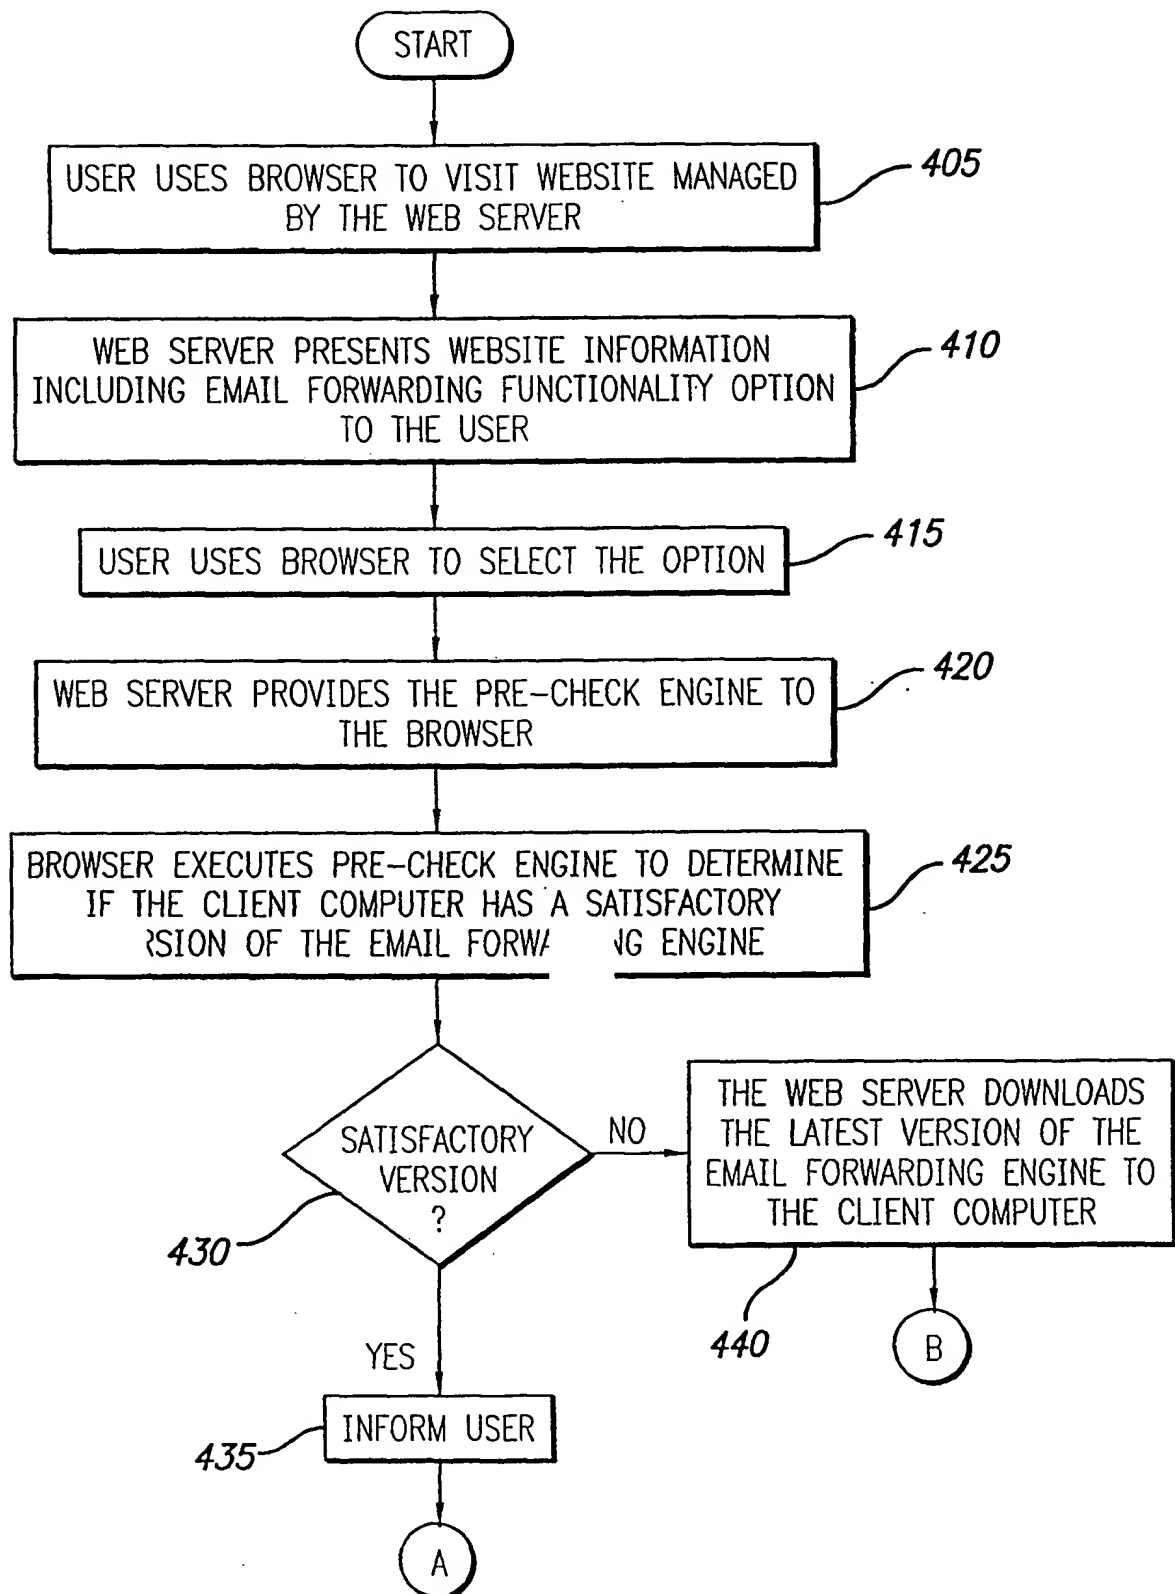 START
USER USES BROWSER TO VISIT WEBSITE MANAGED
BY THE WEB SERVER
405
WEB SERVER PRESENTS WEBSITE INFORMATION
INCLUDING EMAIL FORWARDING FUNCTIONALITY OPTION
TO THE USER
410
USER USES BROWSER TO SELECT THE OPTION
415
WEB SERVER PROVIDES THE PRE-CHECK ENGINE TO
THE BROWSER
420
BROWSER EXECUTES PRE-CHECK ENGINE TO DETERMINE
IF THE CLIENT COMPUTER HAS A SATISFACTORY
OF THE EMAIL ENGINE
425
SATISFACTORY
VERSION
?
430
NO
THE WEB SERVER DOWNLOADS
THE LATEST VERSION OF THE
EMAIL FORWARDING ENGINE TO
THE CLIENT COMPUTER
440
B
YES
INFORM USER
435
A